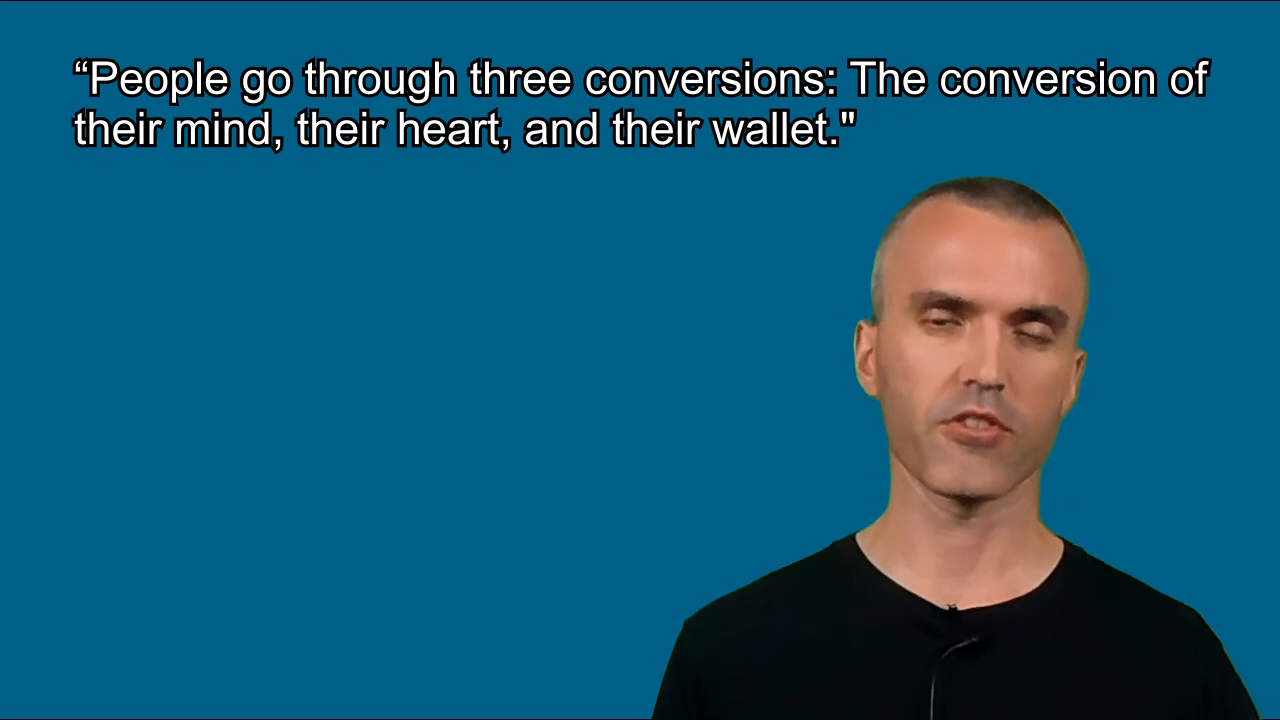 “People go through three conversions: The conversion of
their mind, their heart, and their wallet."